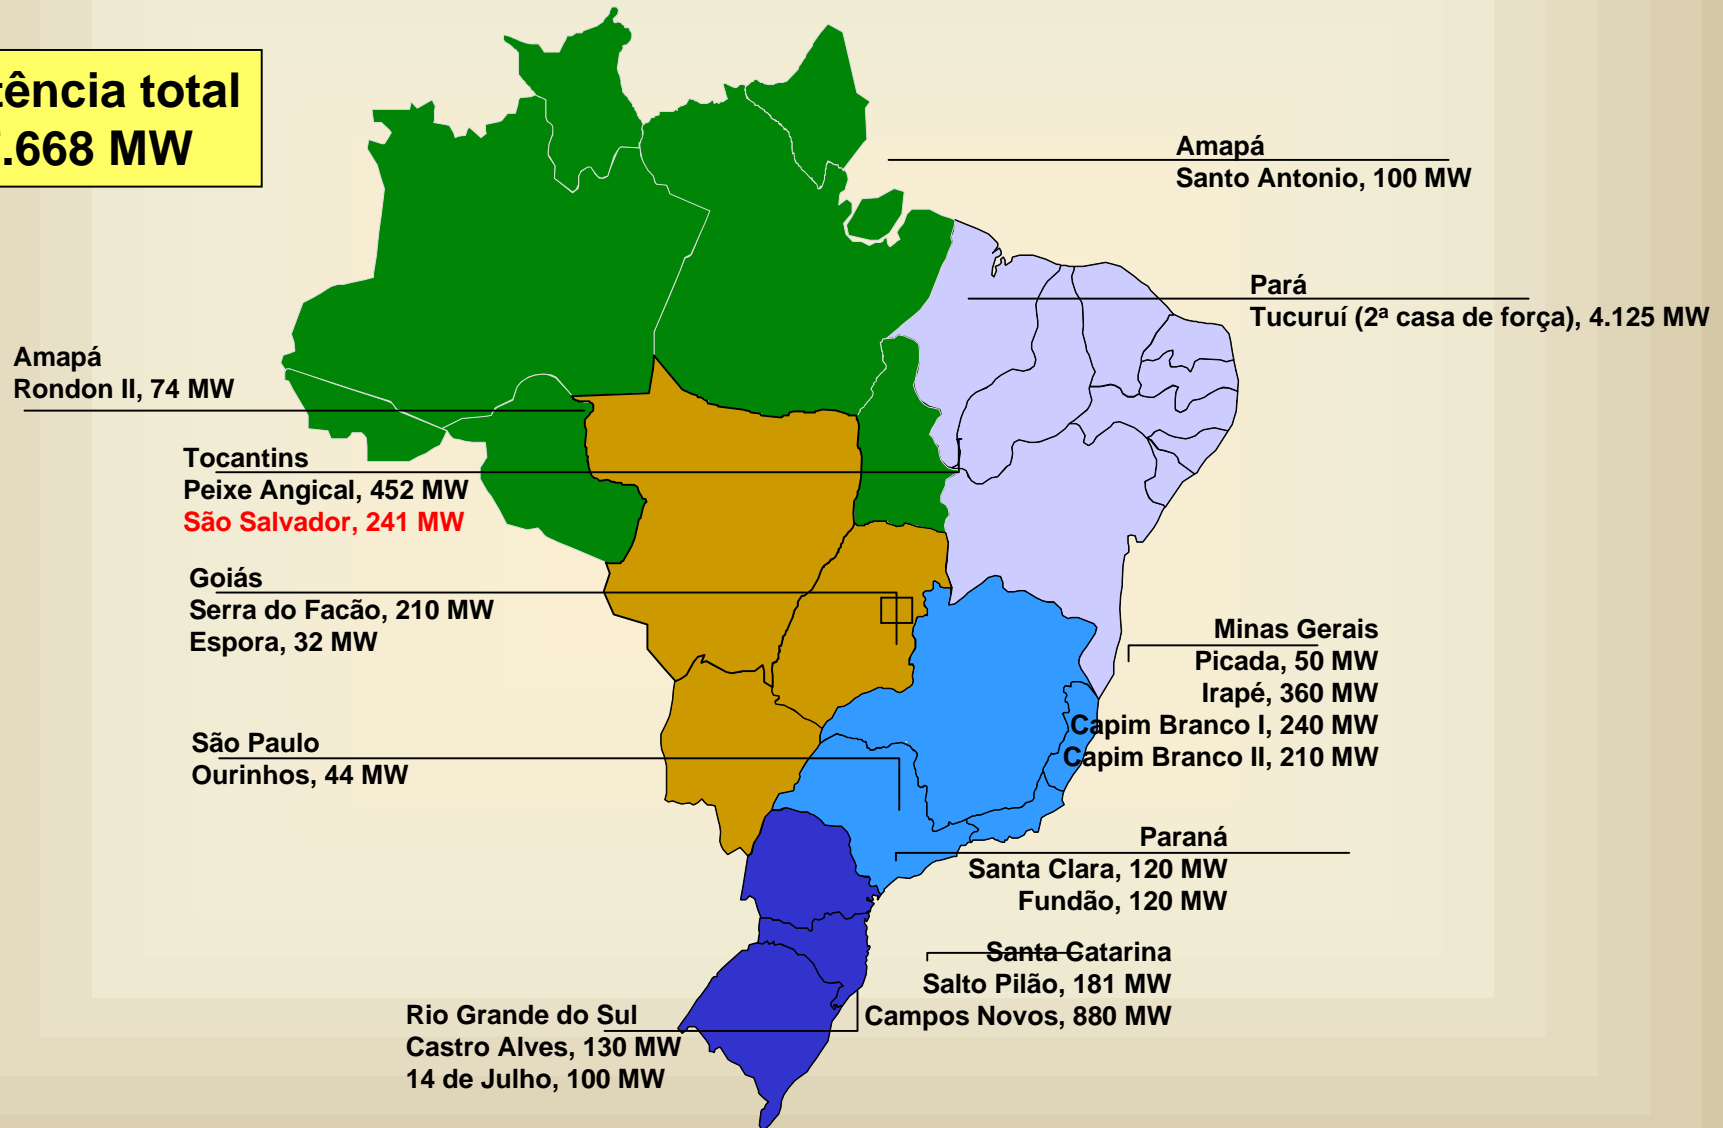 total
MW
Amapá
Santo Antonio, 100 MW
Pará
Tucuruí (2ª casa de força), 4.125 MW
Amapá
Rondon II, 74 MW
Tocantins
Peixe Angical, 452 MW
São Salvador, 241 MW
Goiás
Serra do Facão, 210 MW
Espora, 32 MW
Minas Gerais
Picada, 50 MW
Irapé, 360 MW
Capim Branco I, 240 MW
Capim Branco II, 210 MW
São Paulo
Ourinhos, 44 MW
Paraná
Santa Clara, 120 MW
Fundão, 120 MW
Santa Catarina
Salto Pilão, 181 MW
Campos Novos, 880 MW
Rio Grande do Sul
Castro Alves, 130 MW
14 de Julho, 100 MW